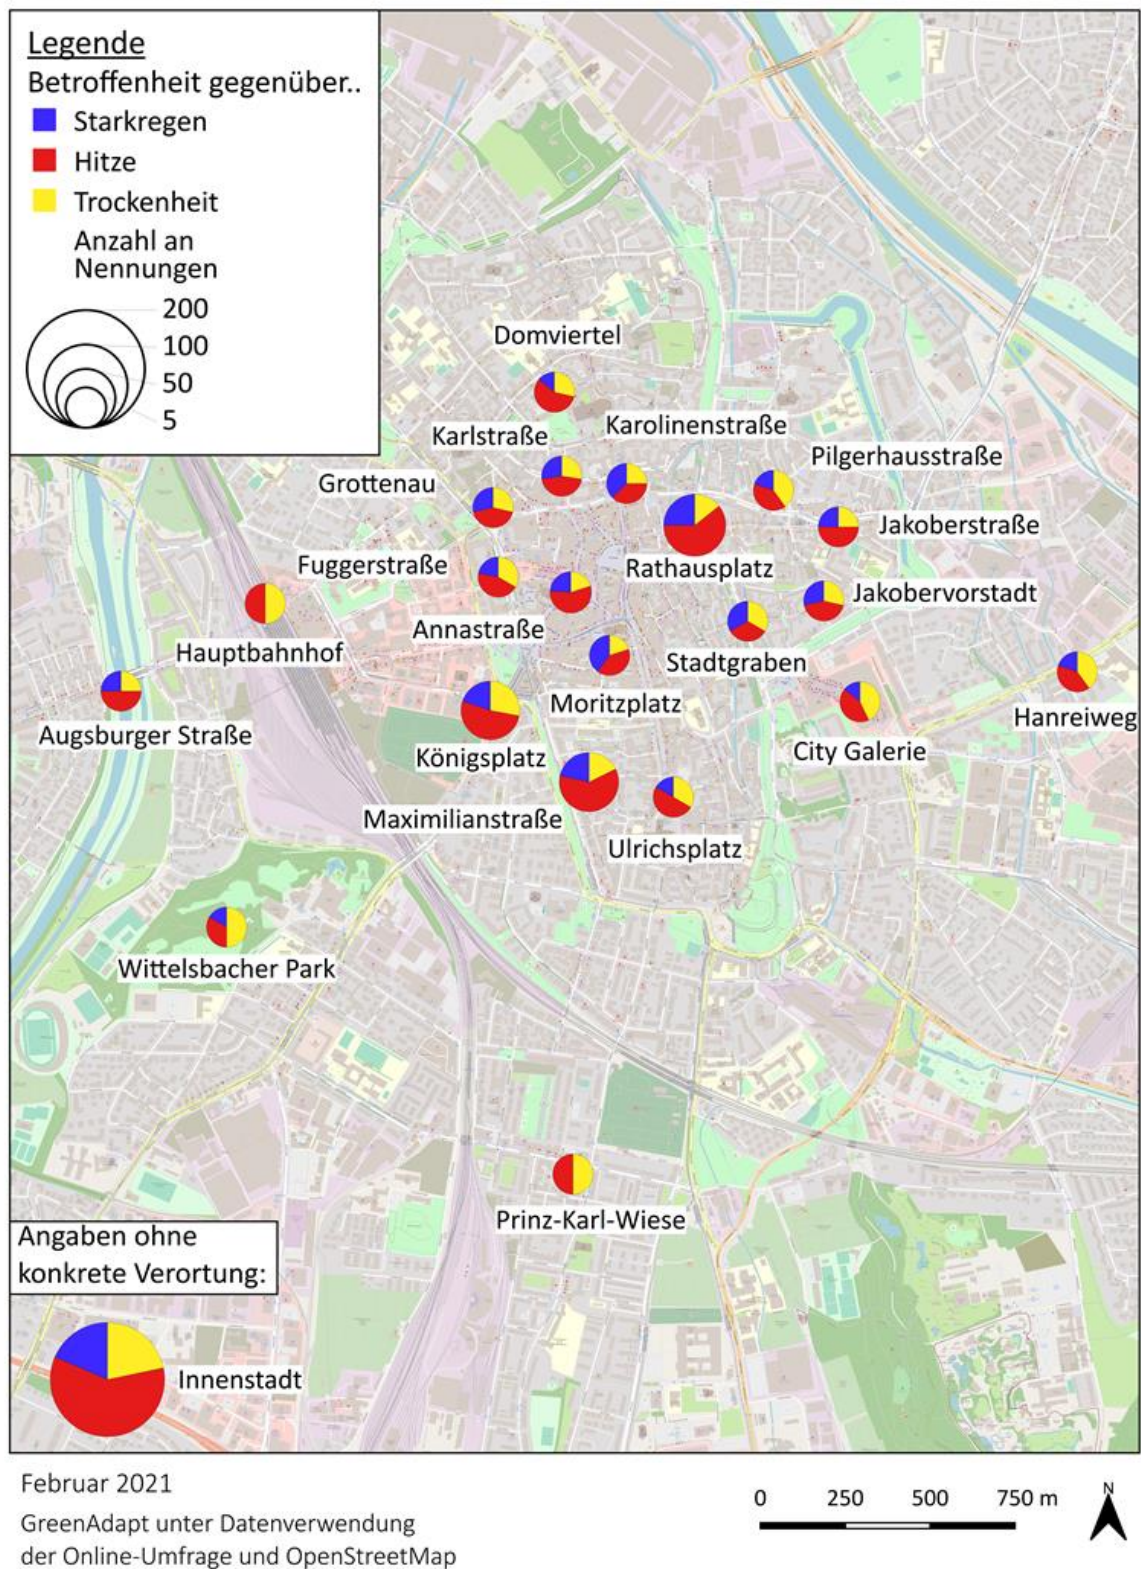 Legende
Betroffenheit gegenüber..
Starkregen
Hitze
Trockenheit
Anzahl an
Nennungen
200
100
50
5
Domviertel
Karolinenstraße
Karlstraße
Pilgerhausstraße
Grottenau
Jakoberstraße
Fuggerstraße
Rathausplatz
Jakobervorstadt
Annastraße
Hauptbahnhof
Stadtgraben
Moritzplatz
Hanreiweg
Augsburger Straße
City Galerie
Königsplatz
Maximilianstraße
Ulrichsplatz
Wittelsbacher Park
Prinz-Karl-Wiese
Angaben ohne
konkrete Verortung:
Innenstadt
Februar 2021
GreenAdapt unter Datenverwendung
der Online-Umfrage und OpenStreetMap
0 250 500 750 m
N